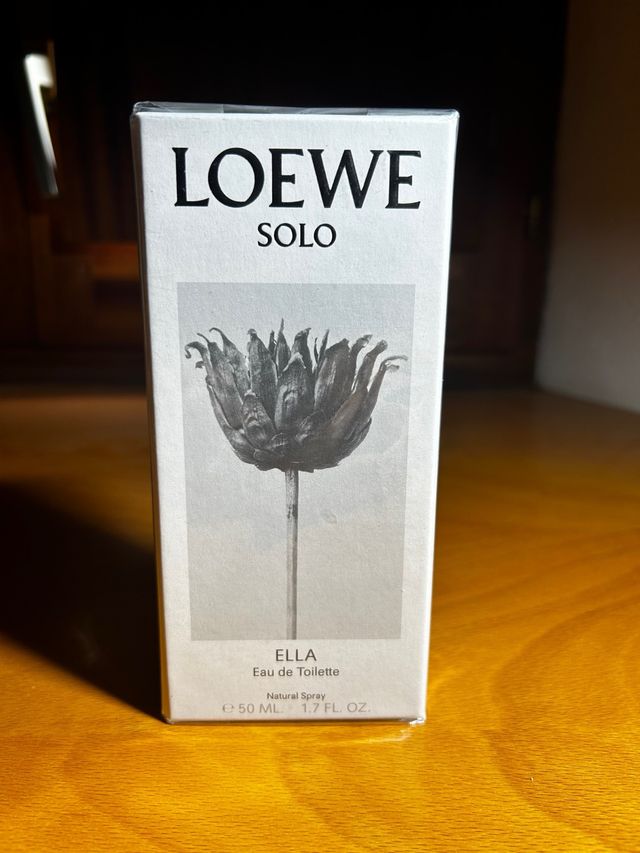 LOEWE
SOLO
ELLA
Eau de Toilette
Natural Spray
℮ 50 ML. 1.7 FL. OZ.